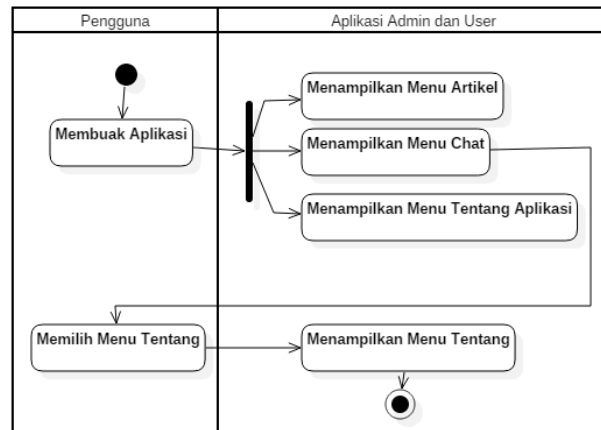 Pengguna
Aplikasi Admin dan User
Menampilkan Menu Artikel
Membuak Aplikasi
Menampilkan Menu Chat
Menampilkan Menu Tentang Aplikasi
Memilih Menu Tentang
Menampilkan Menu Tentang